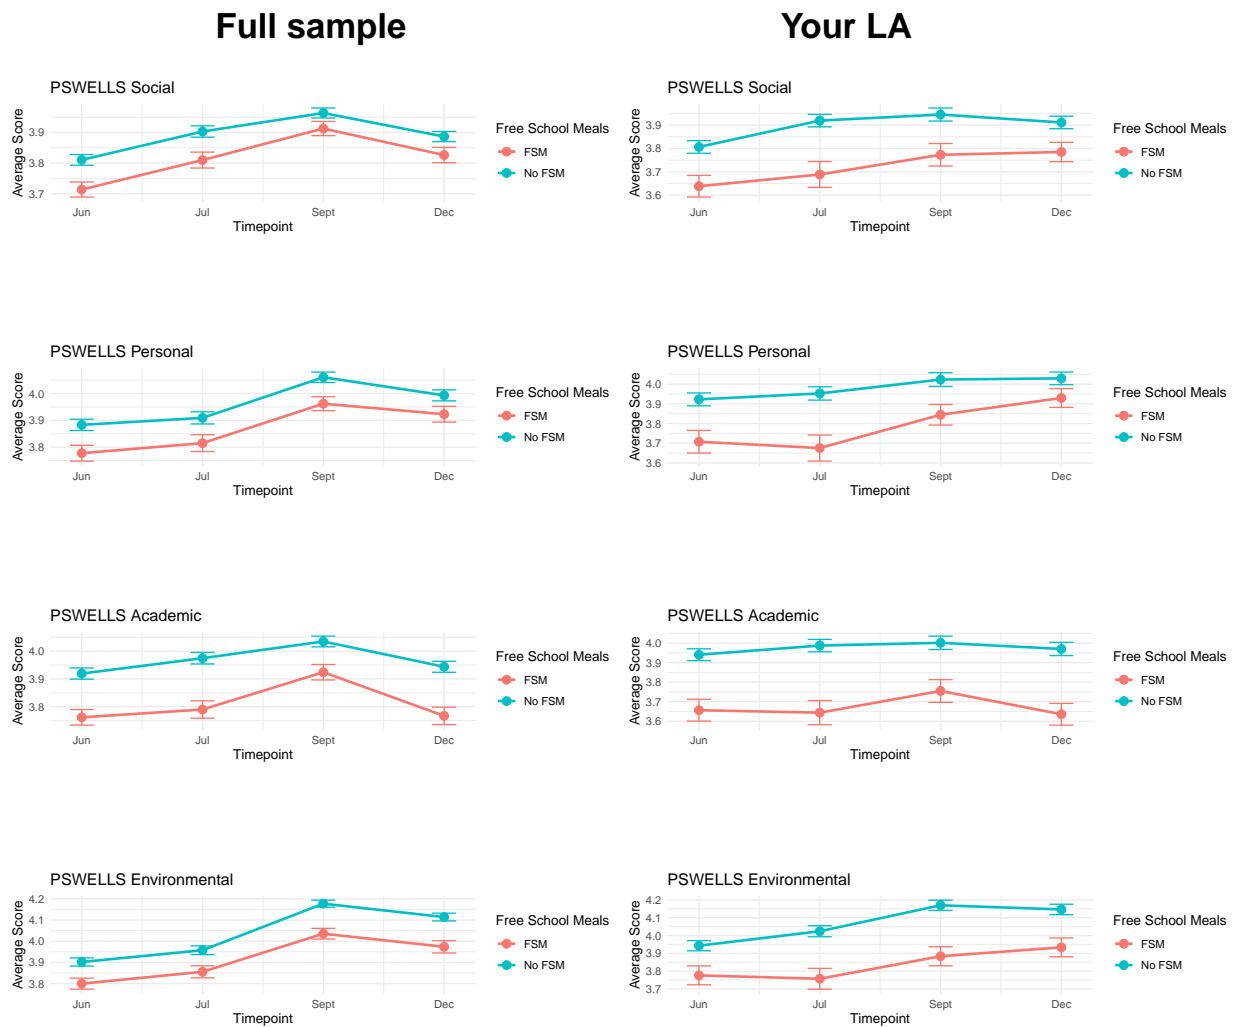 Full sample
Your LA
PSWELLS Social
Average Score
3.9
3.8
3.7
Jun
Jul
Sept
Dec
Timepoint
Free School Meals
FSM
No FSM
PSWELLS Social
Average Score
3.9
3.8
3.7
3.6
Jun
Jul
Sept
Dec
Timepoint
Free School Meals
FSM
No FSM
PSWELLS Personal
Average Score
4.0
3.9
3.8
Jun
Jul
Sept
Dec
Timepoint
Free School Meals
FSM
No FSM
PSWELLS Personal
Average Score
4.0
3.9
3.8
3.7
3.6
Jun
Jul
Sept
Dec
Timepoint
Free School Meals
FSM
No FSM
PSWELLS Academic
Average Score
4.0
3.9
3.8
Jun
Jul
Sept
Dec
Timepoint
Free School Meals
FSM
No FSM
PSWELLS Academic
Average Score
4.0
3.9
3.8
3.7
3.6
Jun
Jul
Sept
Dec
Timepoint
Free School Meals
FSM
No FSM
PSWELLS Environmental
Average Score
4.2
4.1
4.0
3.9
3.8
Jun
Jul
Sept
Dec
Timepoint
Free School Meals
FSM
No FSM
PSWELLS Environmental
Average Score
4.2
4.1
4.0
3.9
3.8
3.7
Jun
Jul
Sept
Dec
Timepoint
Free School Meals
FSM
No FSM